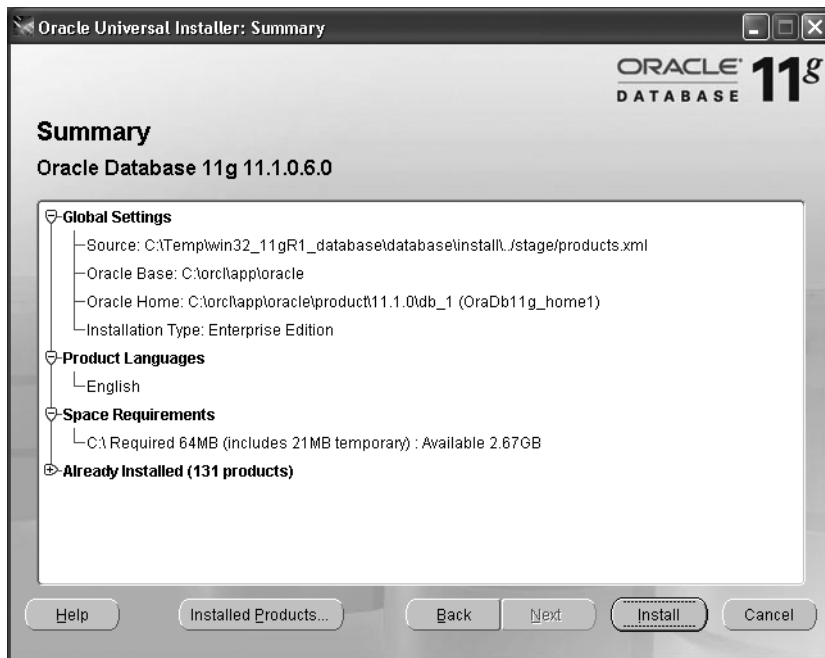 Oracle Universal Installer: Summary
ORACLE
DATABASE
11g
Summary
Oracle Database 11g 11.1.0.6.0
Global Settings
Source: C:\Temp\win32_11gR1_database\database\install\../stage/products.xml
Oracle Base: C:\orcl\app\oracle
Oracle Home: C:\orcl\app\oracle\product\11.1.0\db_1 (OraDb11g_home1)
Installation Type: Enterprise Edition
Product Languages
English
Space Requirements
C:\ Required 64MB (includes 21MB temporary) : Available 2.67GB
Already Installed (131 products)
Help
Installed Products...
Back
Next
Install
Cancel